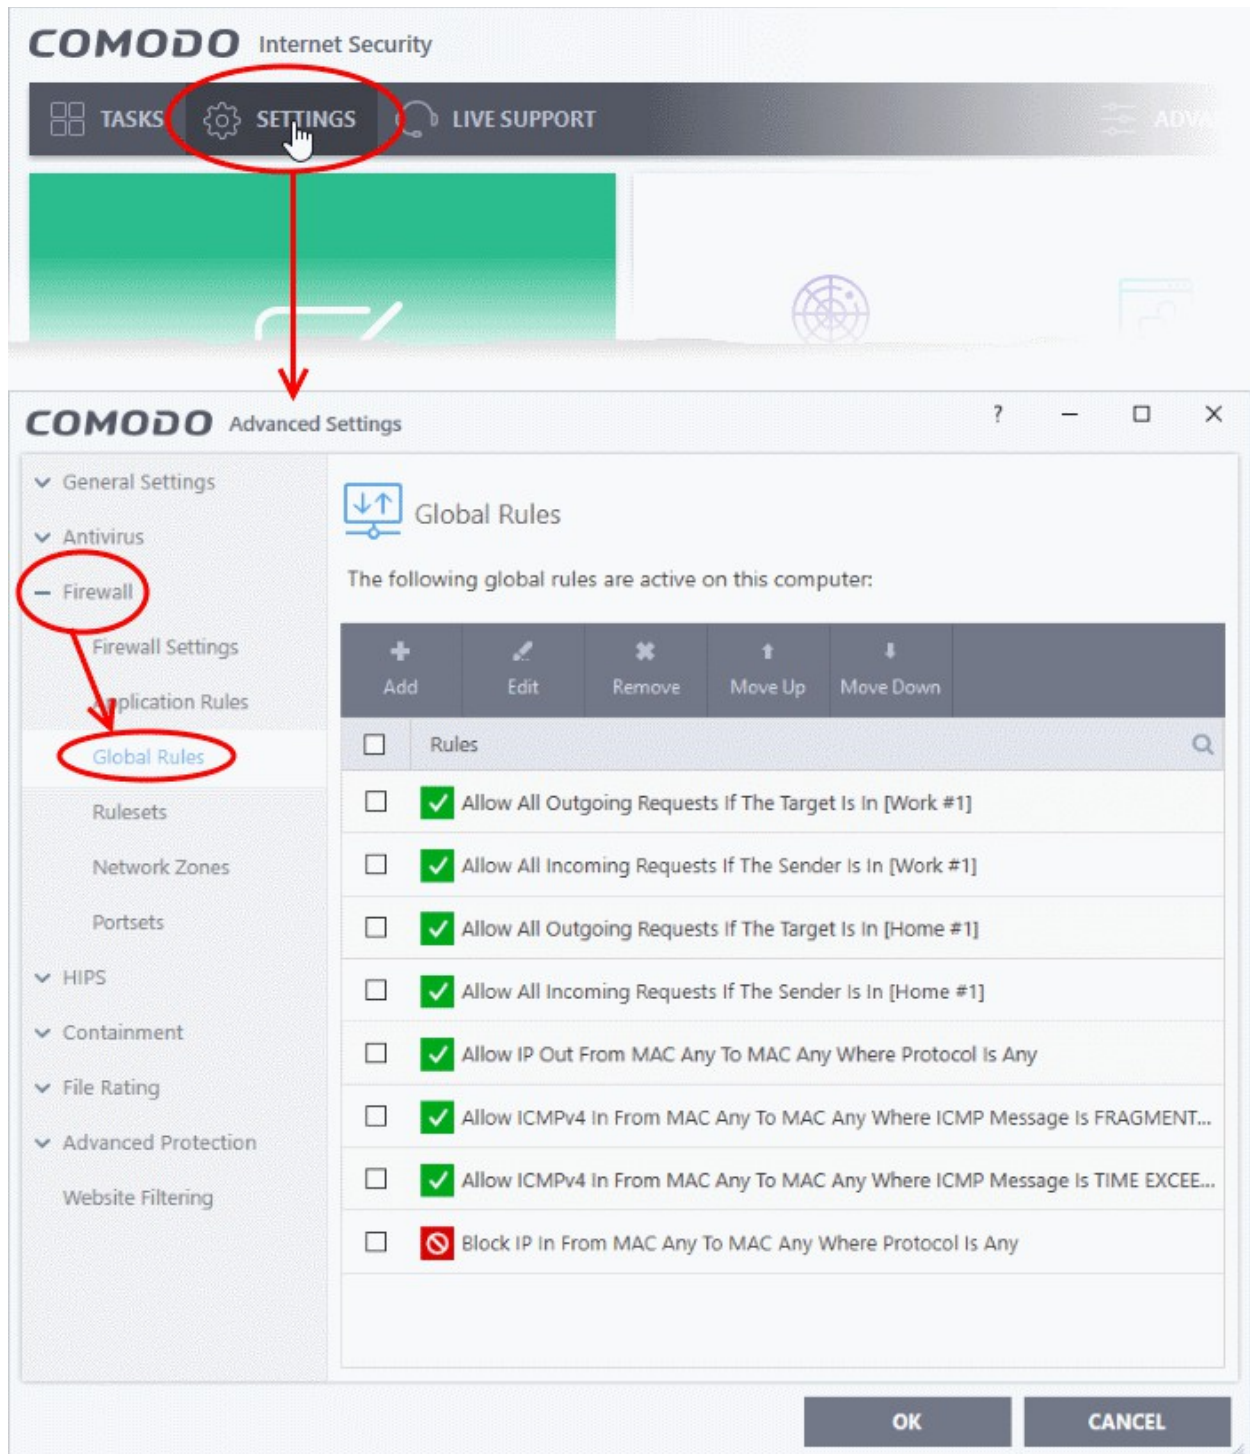 COMODO Internet Security
TASKS SETTINGS LIVE SUPPORT ADVA
COMODO Advanced Settings ?
General Settings
Antivirus
Firewall
Firewall Settings
Application Rules
Global Rules
Rulesets
Network Zones
Portsets
HIPS
Containment
File Rating
Advanced Protection
Website Filtering
Global Rules
The following global rules are active on this computer:
Add Edit Remove Move Up Move Down
Rules
Allow All Outgoing Requests If The Target Is In [Work #1]
Allow All Incoming Requests If The Sender Is In [Work #1]
Allow All Outgoing Requests If The Target Is In [Home #1]
Allow All Incoming Requests If The Sender Is In [Home #1]
Allow IP Out From MAC Any To MAC Any Where Protocol Is Any
Allow ICMPv4 In From MAC Any To MAC Any Where ICMP Message Is FRAGMENT...
Allow ICMPv4 In From MAC Any To MAC Any Where ICMP Message Is TIME EXCEE...
Block IP In From MAC Any To MAC Any Where Protocol Is Any
OK CANCEL